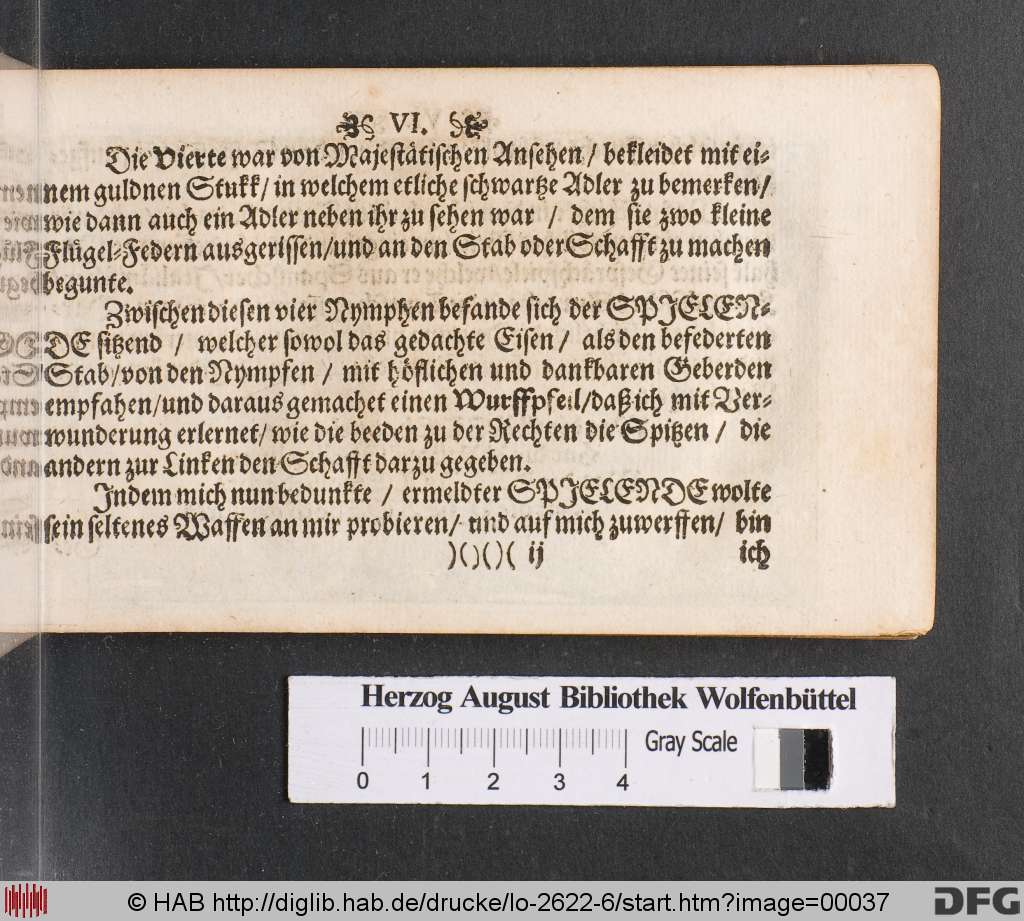 VI.
Die Vierte war von Majestätischen Ansehen / bekleidet mit ei⸗
nem guldnen Stukk / in welchem etliche schwartze Adler zu bemerken /
wie dann auch ein Adler neben ihr zu sehen war / dem sie zwo kleine
Flügel⸗Federn ausgerissen / und an den Stab oder Schafft zu machen
begunte.
Zwischen diesen vier Nymphen befande sich der SPJELEN⸗
DE sitzend / welcher sowol das gedachte Eisen / als den befederten
Stab / von den Nympfen / mit höflichen und dankbaren Geberden
empfahen / und daraus gemachet einen Wurffpfeil / daß ich mit Ver⸗
wunderung erlernet / wie die beeden zu der Rechten die Spitzen / die
andern zur Linken den Schafft darzu gegeben.
Indem mich nun bedunkte / ermeldter SPJELENDE wolte
sein seltenes Waffen an mir probieren / und auf mich zuwerffen / bin
)()()( ij ich
Herzog August Bibliothek Wolfenbüttel
Gray Scale
0 1 2 3 4
© HAB http://diglib.hab.de/drucke/lo-2622-6/start.htm?image=00037
DFG